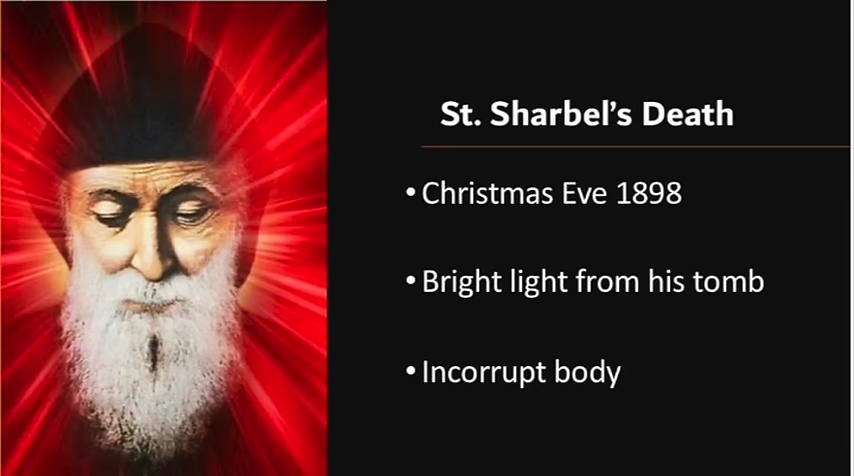 St. Sharbel’s Death
• Christmas Eve 1898
• Bright light from his tomb
• Incorrupt body